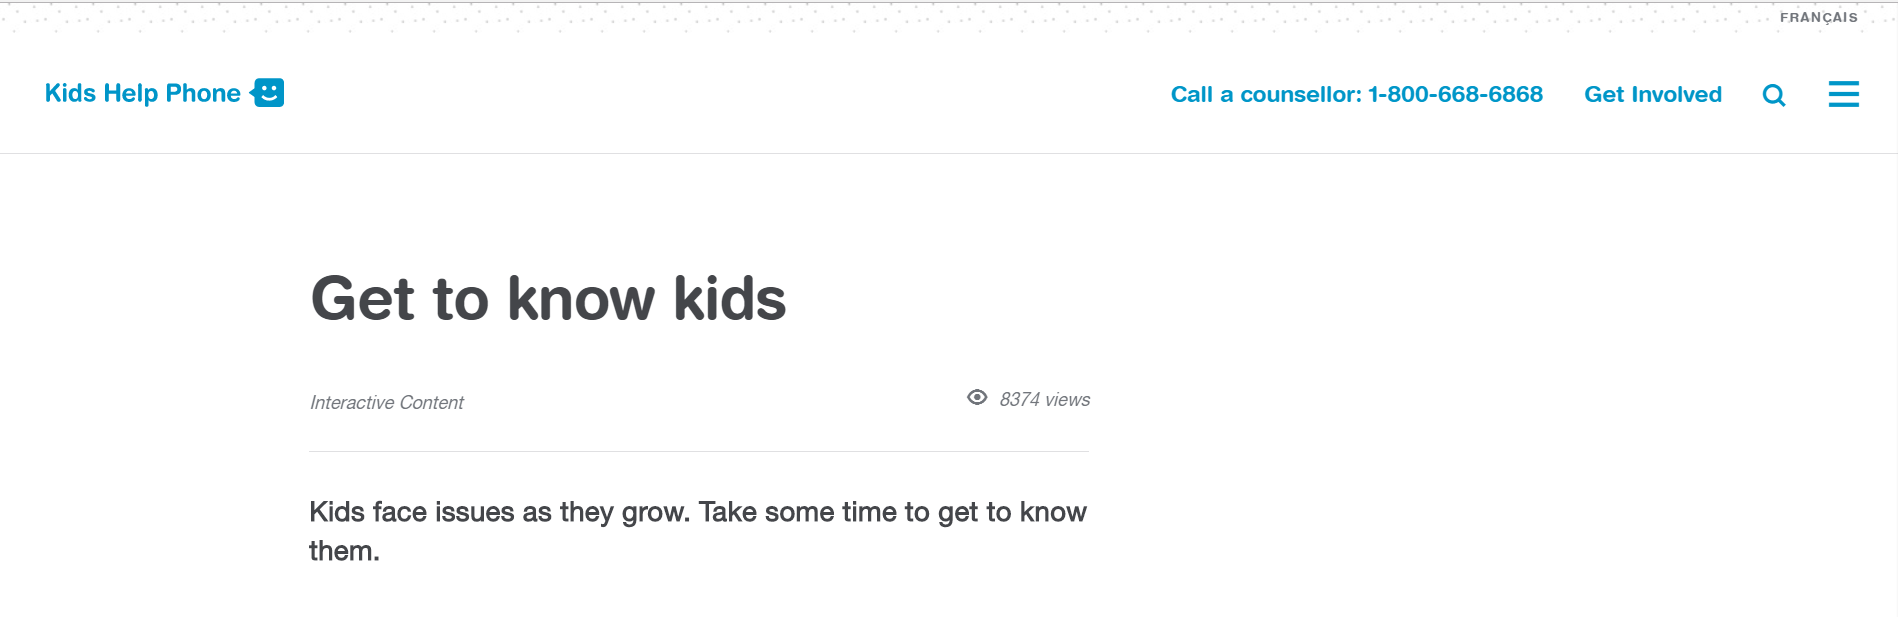 FRANÇAIS
Kids Help Phone
Call a counsellor: 1-800-668-6868
Get Involved
Get to know kids
Interactive Content
8374 views
Kids face issues as they grow. Take some time to get to know
them.